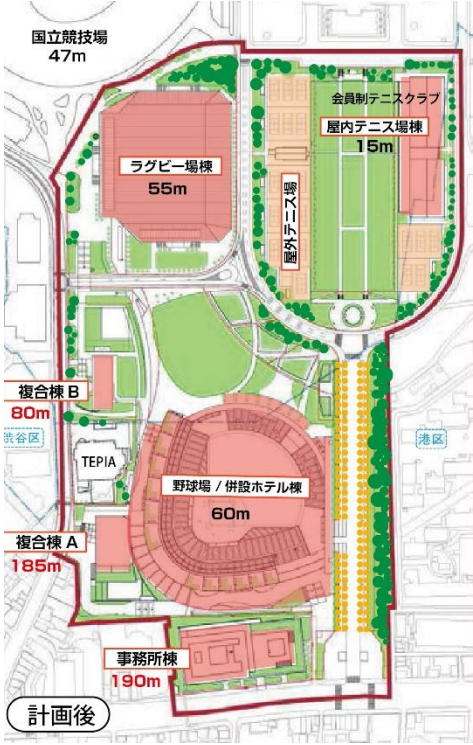 国立競技場
47m
会員制テニスクラブ
屋内テニス場棟
15m
ラグビー場棟
55m
屋外テニス場
複合棟 B
80m
渋谷区
港区
TEPIA
野球場 / 併設ホテル棟
60m
複合棟 A
185m
事務所棟
190m
計画後